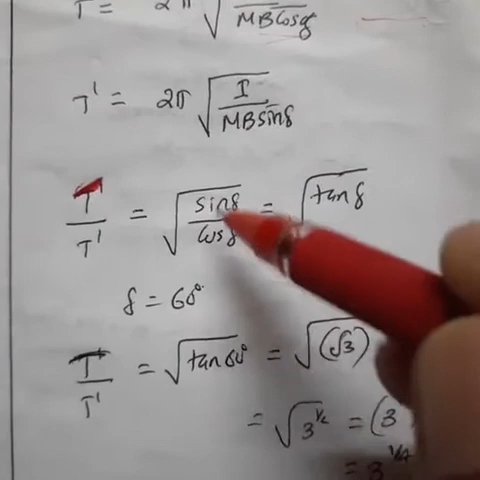 T = 2π √ MBCosδ
T' = 2π √ I / MBsinδ
T / T' = √ sinδ / cosδ = √ tanδ
δ = 60°
T / T' = √ tan60° = √ (√3)
= √ 3^1/2 = (3
= 3^1/4